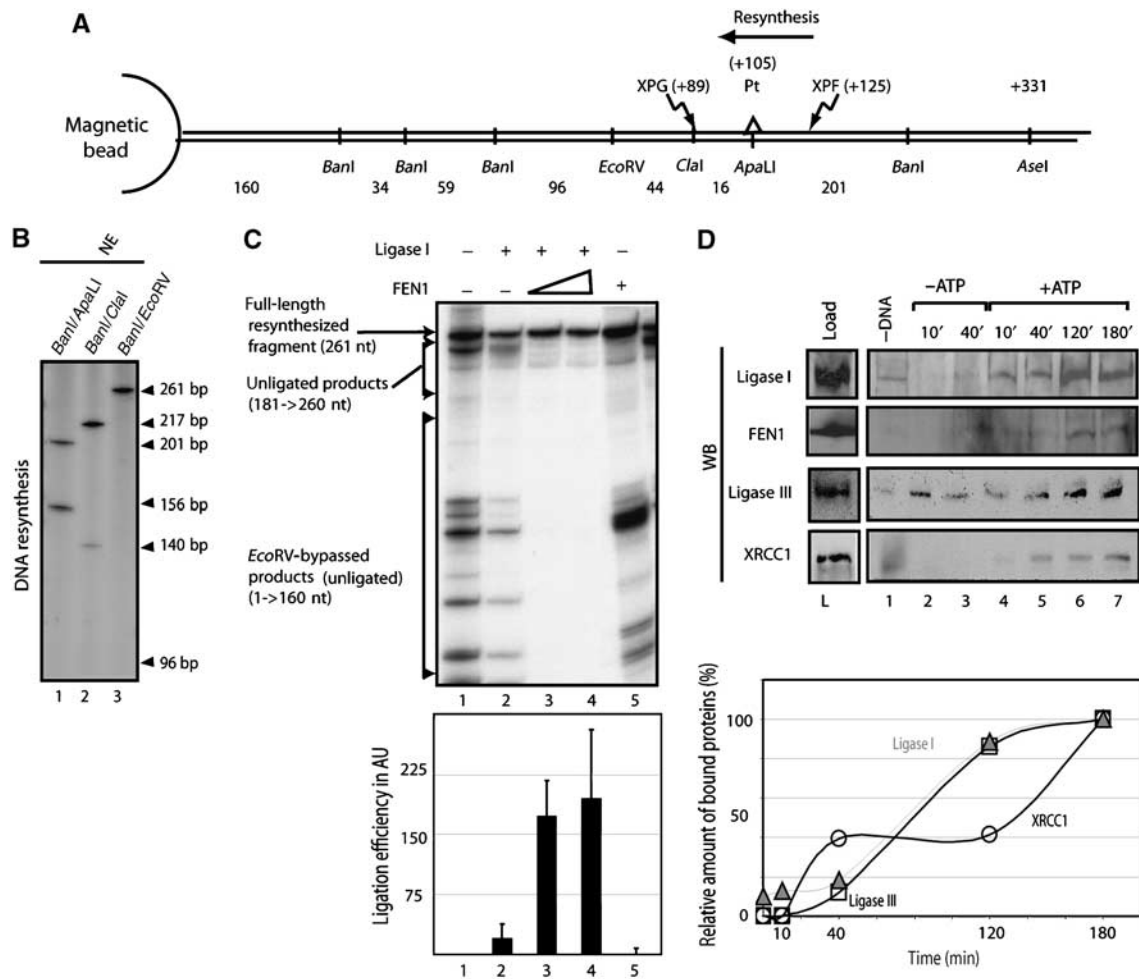 A
Resynthesis
(+105)
XPG (+89)
Pt
XPF (+125)
+331
Magnetic
bead
BanI
BanI
BanI
EcoRV
ClaI
ApaLI
BanI
AseI
160
34
59
96
44
16
201
B
NE
BanI/ApaLI
BanI/ClaI
BanI/EcoRV
DNA resynthesis
261 bp
217 bp
201 bp
156 bp
140 bp
96 bp
1 2 3
C
Ligase I – + + + –
FEN1 – – +
Full-length
resynthesized
fragment (261 nt)
Unligated products
(181->260 nt)
EcoRV-bypassed
products (unligated)
(1->160 nt)
1 2 3 4 5
Ligation efficiency in AU
225
150
75
1 2 3 4 5
D
Load
–DNA
–ATP
+ATP
10′ 40′ 10′ 40′ 120′ 180′
WB
Ligase I
FEN1
Ligase III
XRCC1
L 1 2 3 4 5 6 7
Relative amount of bound proteins (%)
100
50
0
Ligase I
XRCC1
Ligase III
10 40 120 180
Time (min)